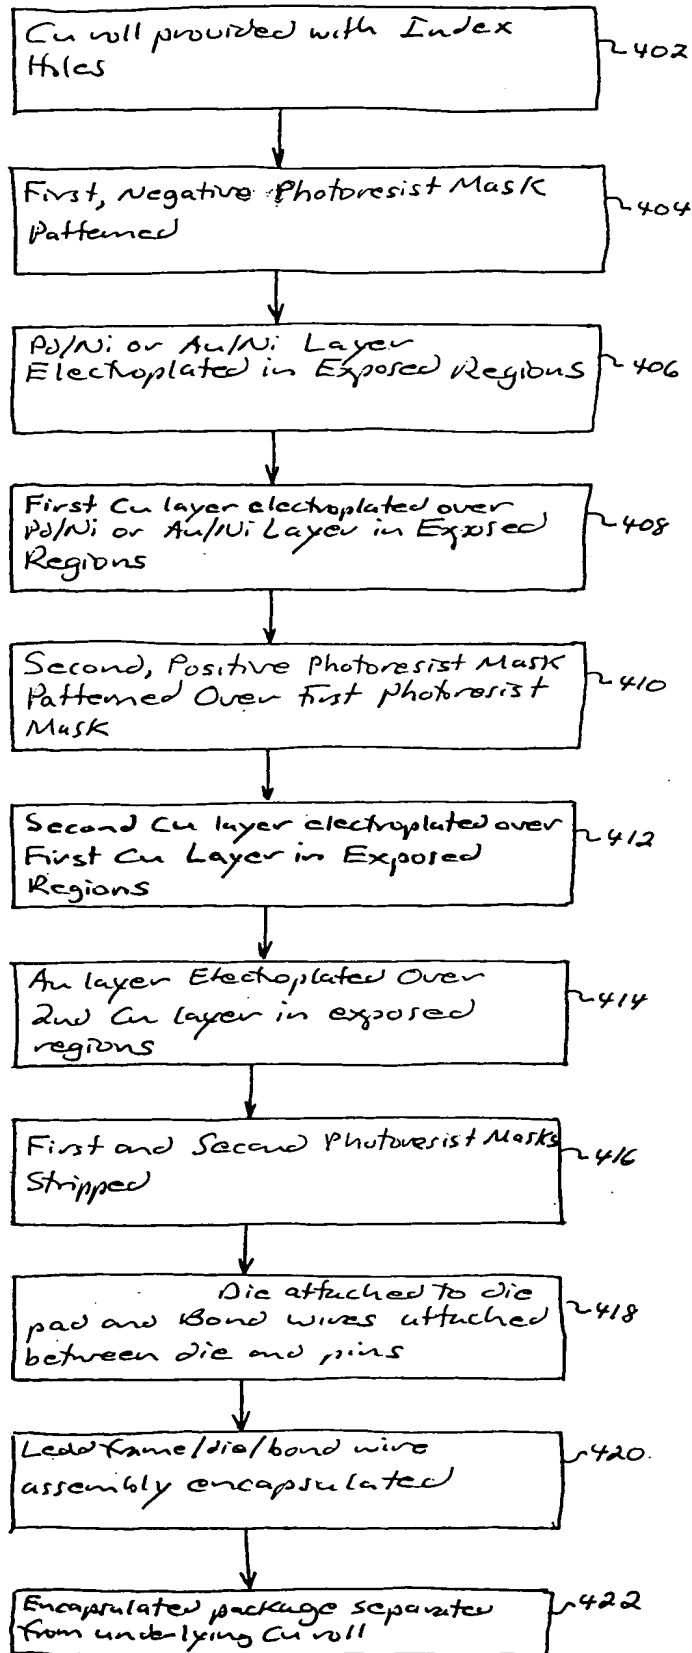 Cu roll provided with Index
Holes
402
First, Negative Photoresist Mask
Patterned
404
Pd/Ni or Au/Ni Layer
Electroplated in Exposed Regions
406
First Cu layer electroplated over
Pd/Ni or Au/Ni Layer in Exposed
Regions
408
Second, Positive Photoresist Mask
Patterned Over First Photoresist
Mask
410
Second Cu layer electroplated over
First Cu Layer in Exposed
Regions
412
Au layer Electroplated Over
2nd Cu layer in exposed
regions
414
First and Second Photoresist Masks
Stripped
416
Die attached to die
pad and Bond wires attached
between die and pins
418
Lead frame/die/bond wire
assembly encapsulated
420
Encapsulated package separated
from underlying Cu roll
422